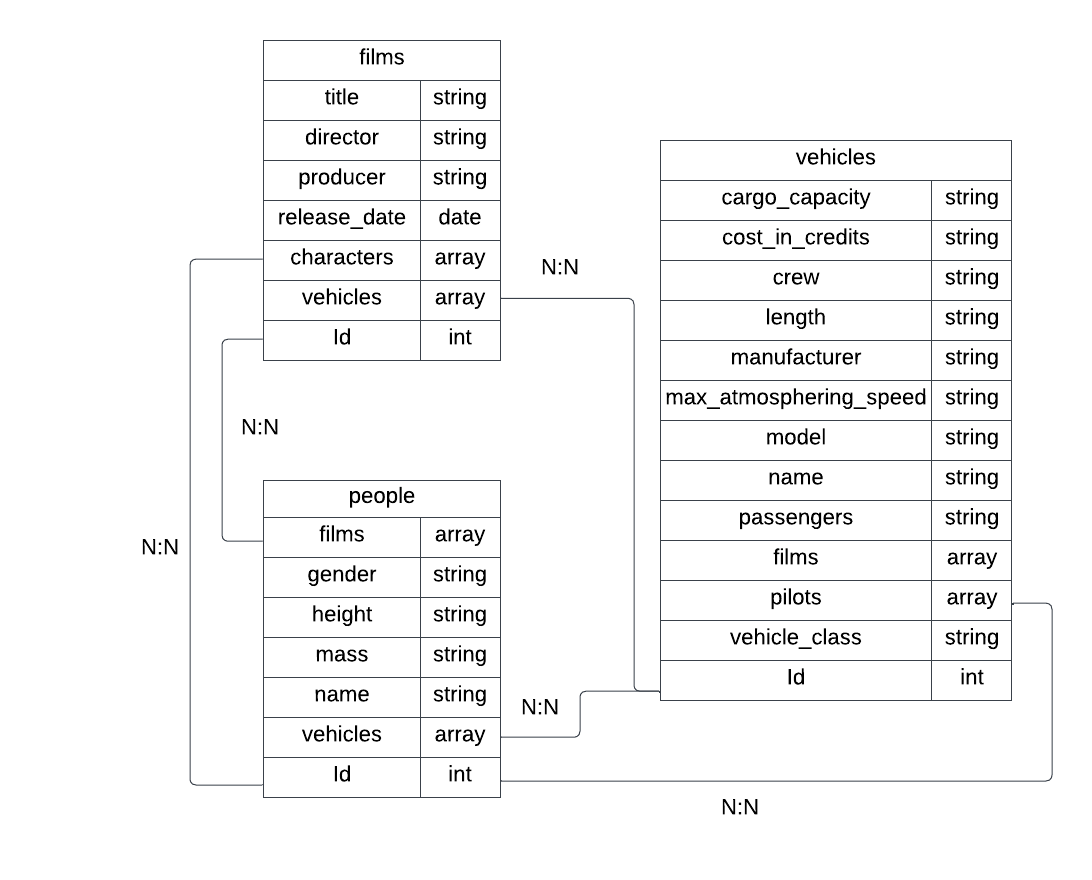 films
title string
director string
producer string
release_date date
characters array
vehicles array
Id int
N:N
N:N
N:N
people
films array
gender string
height string
mass string
name string
vehicles array
Id int
N:N
N:N
vehicles
cargo_capacity string
cost_in_credits string
crew string
length string
manufacturer string
max_atmosphering_speed string
model string
name string
passengers string
films array
pilots array
vehicle_class string
Id int